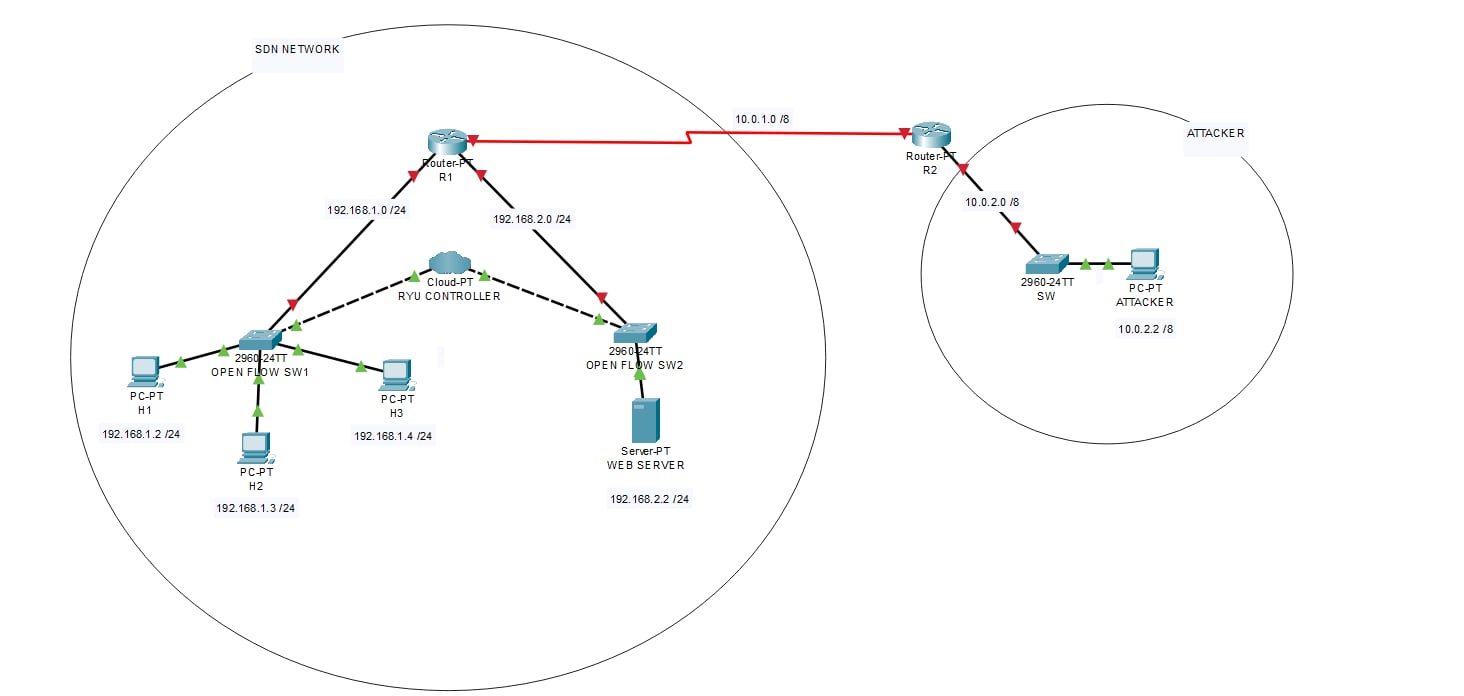 SDN NETWORK
10.0.1.0 /8
ATTACKER
Router-PT
R1
Router-PT
R2
192.168.1.0 /24
192.168.2.0 /24
10.0.2.0 /8
Cloud-PT
RYU CONTROLLER
2960-24TT
SW
PC-PT
ATTACKER
10.0.2.2 /8
2960-24TT
OPEN FLOW SW1
2960-24TT
OPEN FLOW SW2
PC-PT
H1
192.168.1.2 /24
PC-PT
H3
192.168.1.4 /24
PC-PT
H2
192.168.1.3 /24
Server-PT
WEB SERVER
192.168.2.2 /24